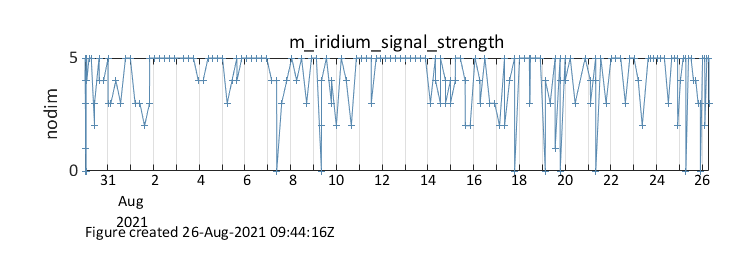 m_iridium_signal_strength
5
nodim
0
31 2 4 6 8 10 12 14 16 18 20 22 24 26
Aug
2021
Figure created 26-Aug-2021 09:44:16Z